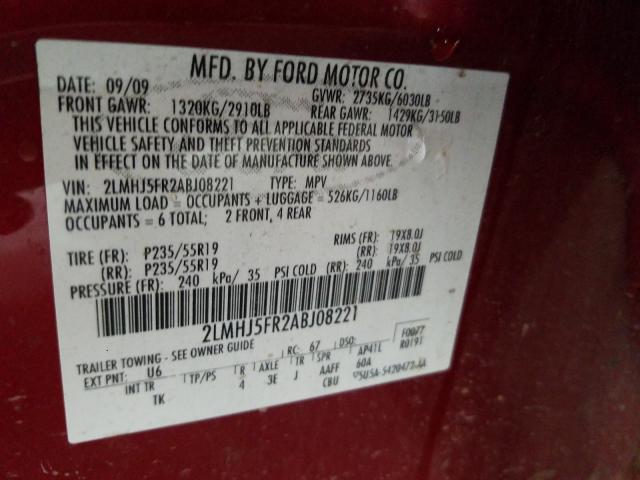 MFD. BY FORD MOTOR CO.
DATE: 09/09 GVWR: 2735KG/6030LB
FRONT GAWR: 1320KG/2910LB REAR GAWR: 1429KG/3150LB
THIS VEHICLE CONFORMS TO ALL APPLICABLE FEDERAL MOTOR
VEHICLE SAFETY AND THEFT PREVENTION STANDARDS
IN EFFECT ON THE DATE OF MANUFACTURE SHOWN ABOVE.
VIN: 2LMHJ5FR2ABJ08221 TYPE: MPV
MAXIMUM LOAD = OCCUPANTS + LUGGAGE = 526KG/1160LB
OCCUPANTS = 6 TOTAL; 2 FRONT, 4 REAR
TIRE (FR): P235/55R19 RIMS (FR): 19X8.0J
(RR): P235/55R19 (RR): 19X8.0J
PRESSURE (FR): 240 kPa/ 35 PSI COLD (RR): 240 kPa/ 35 PSI COLD
2LMHJ5FR2ABJ08221
F0077
R0191
TRAILER TOWING - SEE OWNER GUIDE RC: 67 DSO:
EXT PNT: U6 TP/PS R AXLE TR SPR AP41L
INT TR 4 3E J AAFF 60A
TK CBU